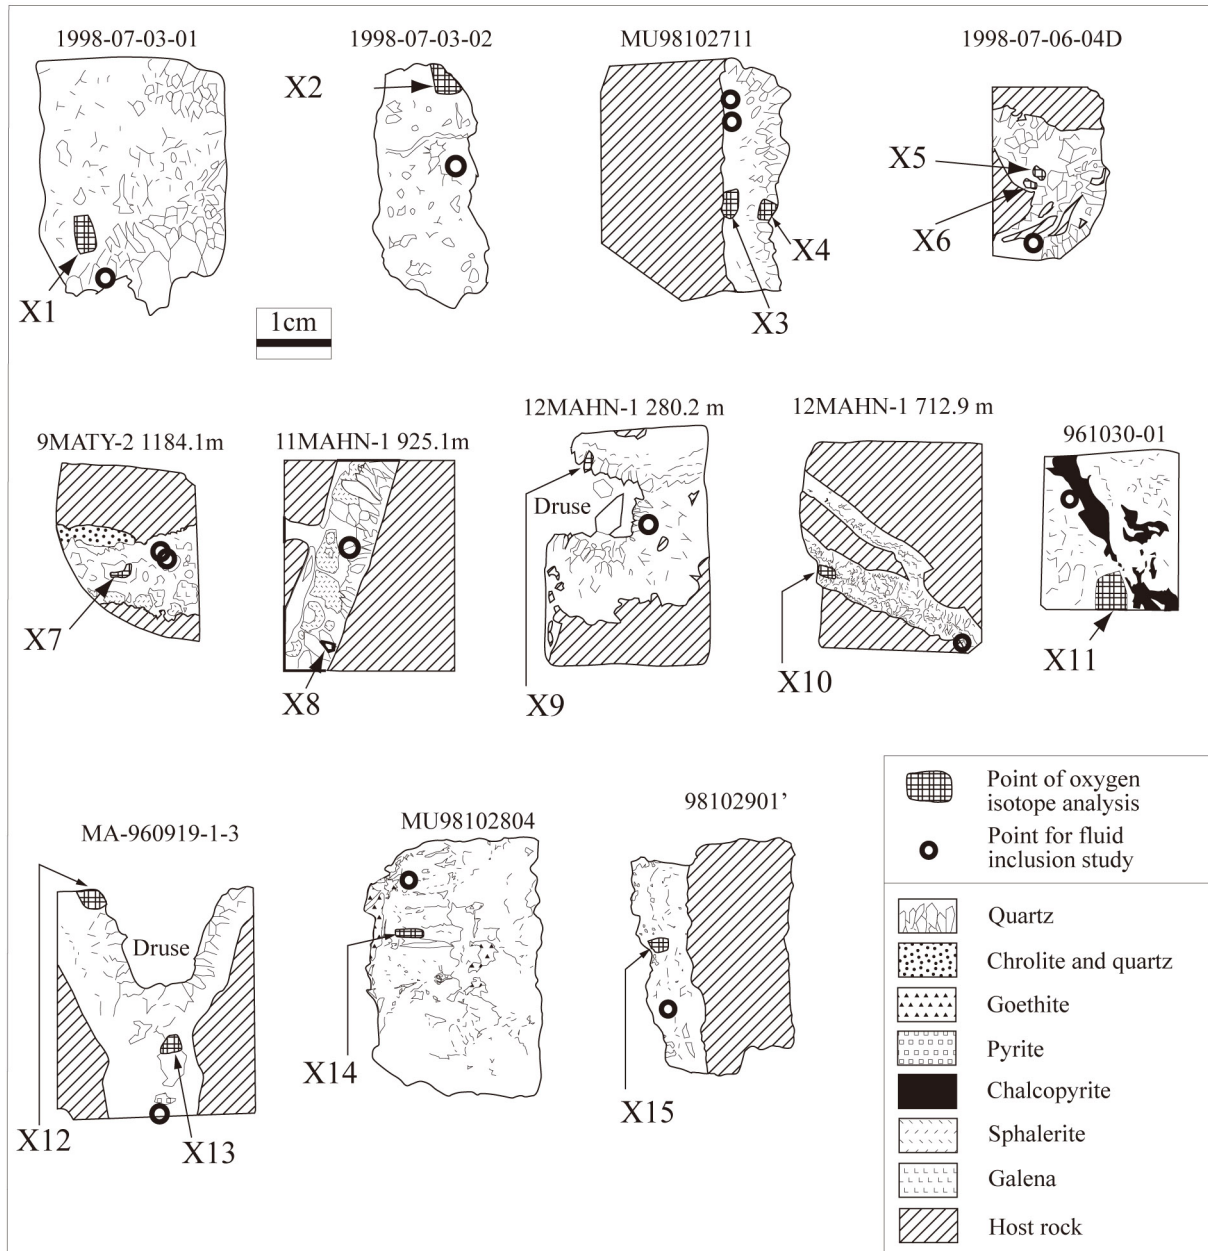 1998-07-03-01
1998-07-03-02
MU98102711
1998-07-06-04D
X2
X5
X6
X4
X1
X3
1cm
9MATY-2 1184.1m
11MAHN-1 925.1m
12MAHN-1 280.2 m
12MAHN-1 712.9 m
961030-01
Druse
X7
X8
X9
X10
X11
MA-960919-1-3
MU98102804
98102901’
Druse
X12
X13
X14
X15
Point of oxygen
isotope analysis
Point for fluid
inclusion study
Quartz
Chrolite and quartz
Goethite
Pyrite
Chalcopyrite
Sphalerite
Galena
Host rock